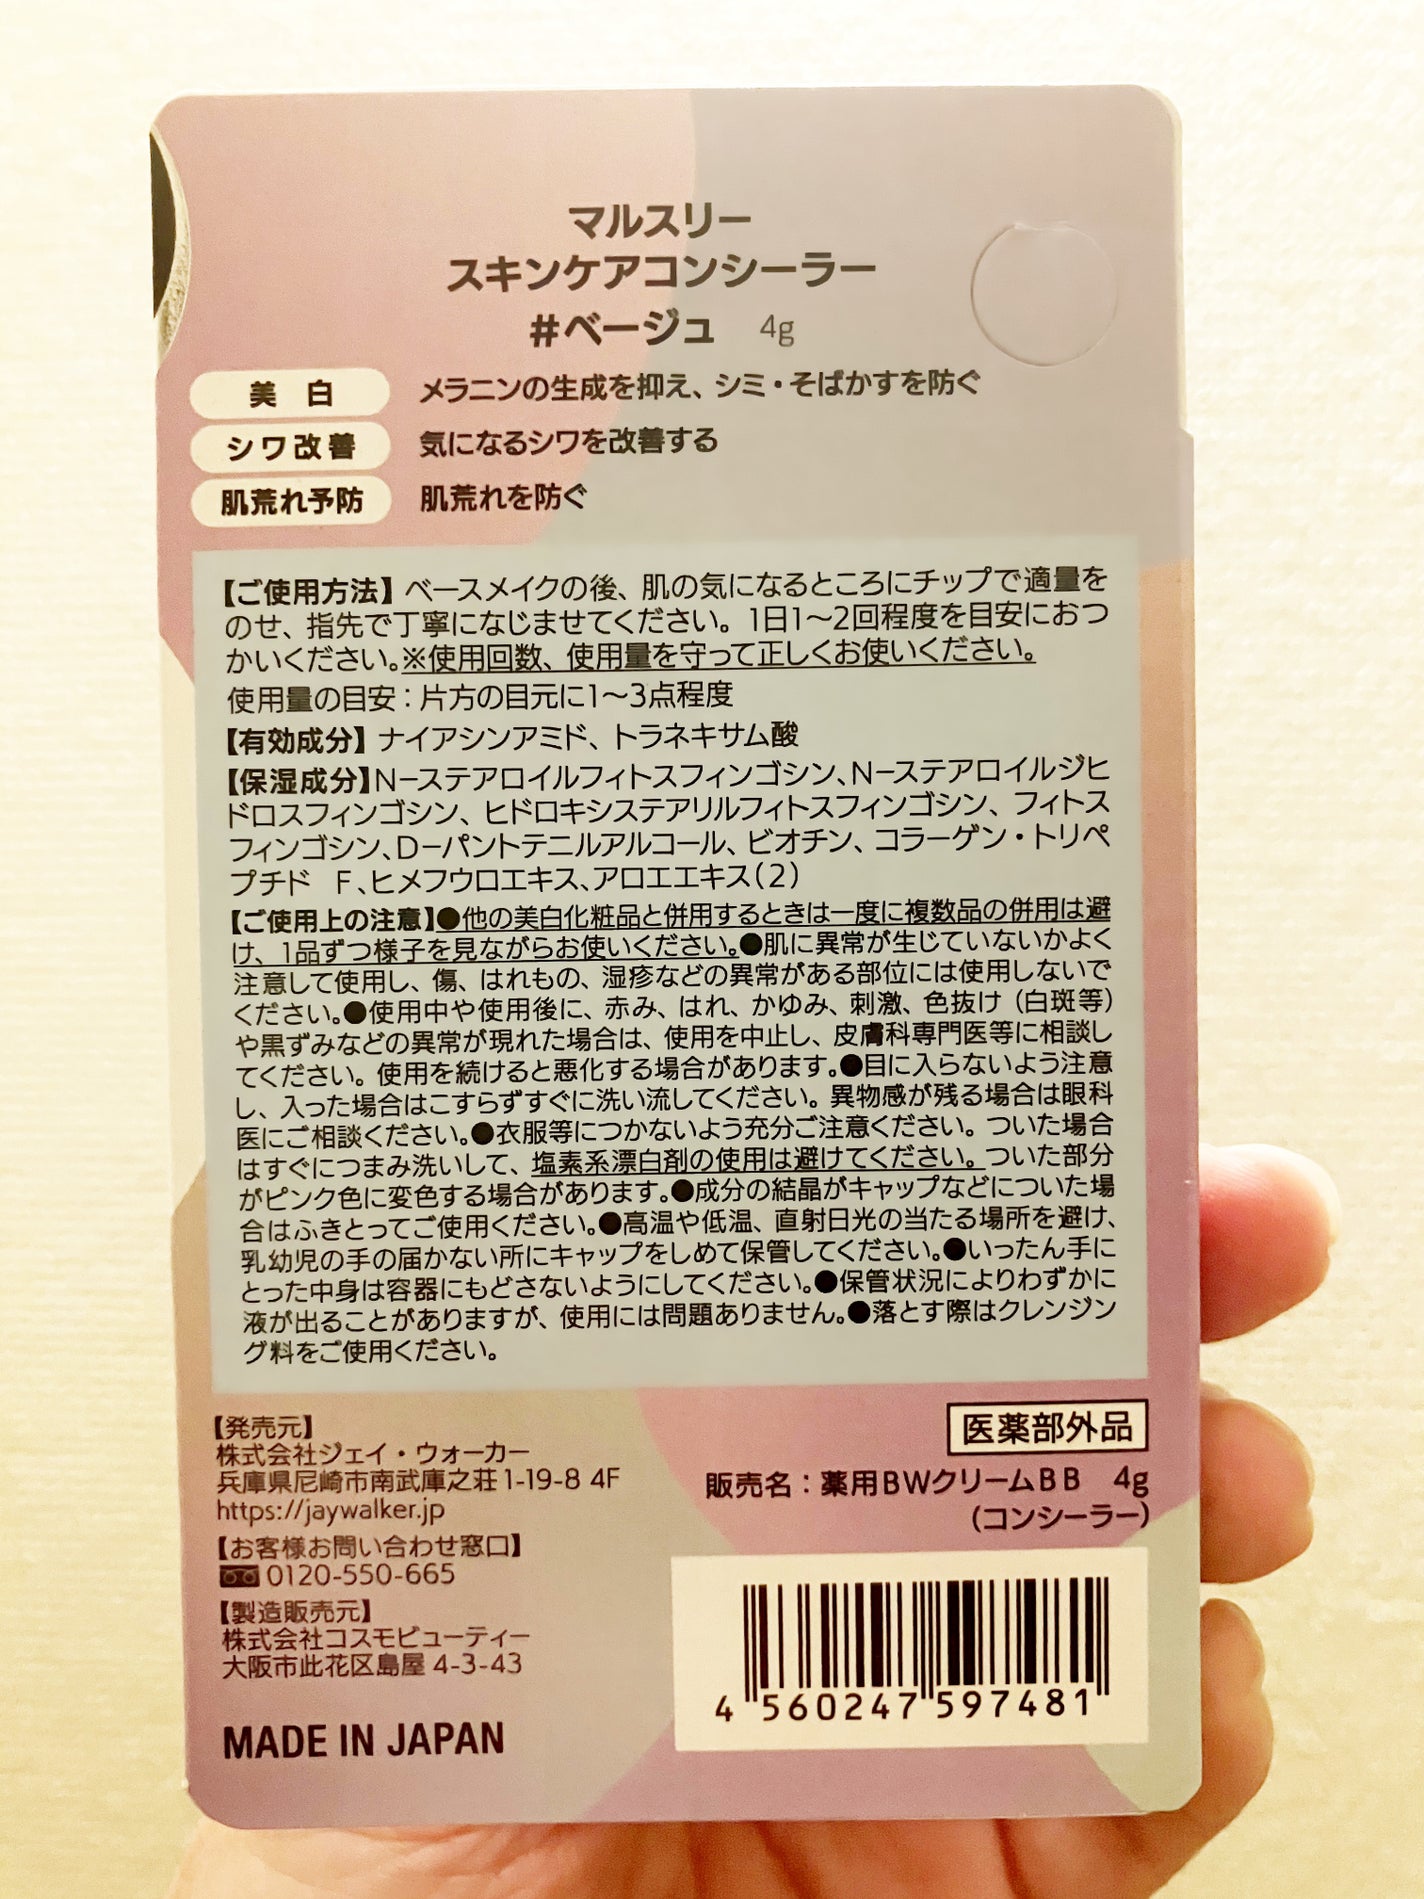 マルスリー
スキンケアコンシーラー
#ベージュ 4g
美 白 メラニンの生成を抑え、シミ・そばかすを防ぐ
シワ改善 気になるシワを改善する
肌荒れ予防 肌荒れを防ぐ
【ご使用方法】ベースメイクの後、肌の気になるところにチップで適量を
のせ、指先で丁寧になじませてください。1日1～2回程度を目安におつ
かいください。※使用回数、使用量を守って正しくお使いください。
使用量の目安：片方の目元に1～3点程度
【有効成分】ナイアシンアミド、トラネキサム酸
【保湿成分】N－ステアロイルフィトスフィンゴシン、N－ステアロイルジヒ
ドロスフィンゴシン、ヒドロキシステアリルフィトスフィンゴシン、フィトス
フィンゴシン、D－パントテニルアルコール、ビオチン、コラーゲン・トリペ
プチド F、ヒメフウロエキス、アロエエキス（2）
【ご使用上の注意】●他の美白化粧品と併用するときは一度に複数品の併用は避
け、1品ずつ様子を見ながらお使いください。●肌に異常が生じていないかよく
注意して使用し、傷、はれもの、湿疹などの異常がある部位には使用しないで
ください。●使用中や使用後に、赤み、はれ、かゆみ、刺激、色抜け（白斑等）
や黒ずみなどの異常が現れた場合は、使用を中止し、皮膚科専門医等に相談し
てください。使用を続けると悪化する場合があります。●目に入らないよう注意
し、入った場合はこすらずすぐに洗い流してください。異物感が残る場合は眼科
医にご相談ください。●衣服等につかないよう充分ご注意ください。ついた場合
はすぐにつまみ洗いして、塩素系漂白剤の使用は避けてください。ついた部分
がピンク色に変色する場合があります。●成分の結晶がキャップなどについた場
合はふきとってご使用ください。●高温や低温、直射日光の当たる場所を避け、
乳幼児の手の届かない所にキャップをしめて保管してください。●いったん手に
とった中身は容器にもどさないようにしてください。●保管状況によりわずかに
液が出ることがありますが、使用には問題ありません。●落とす際はクレンジン
グ料をご使用ください。
【発売元】
株式会社ジェイ・ウォーカー
兵庫県尼崎市南武庫之荘1-19-8 4F
https://jaywalker.jp
【お客様お問い合わせ窓口】
0120-550-665
【製造販売元】
株式会社コスモビューティー
大阪市此花区島屋 4-3-43
MADE IN JAPAN
医薬部外品
販売名：薬用BWクリームBB 4g
（コンシーラー）
4 560247 597481